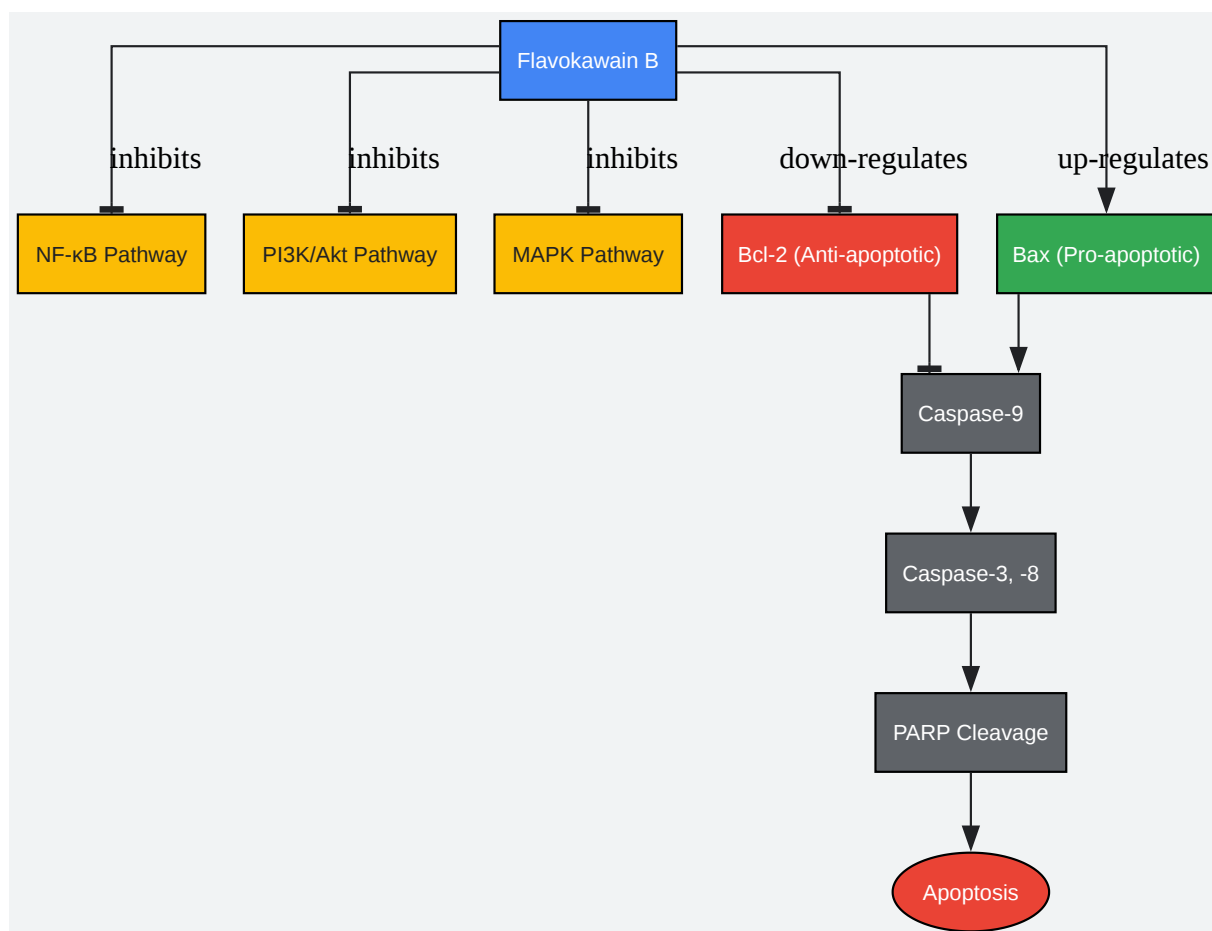 Flavokawain B
inhibits
inhibits
inhibits
down-regulates
up-regulates
NF-κB Pathway
PI3K/Akt Pathway
MAPK Pathway
Bcl-2 (Anti-apoptotic)
Bax (Pro-apoptotic)
Caspase-9
Caspase-3, -8
PARP Cleavage
Apoptosis